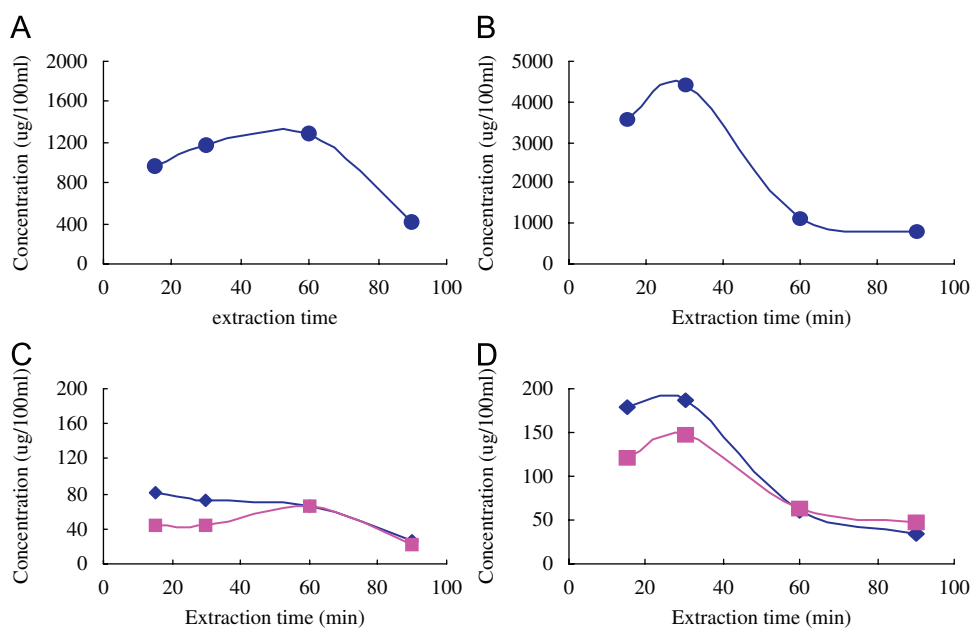 A
Concentration (ug/100ml)
2000
1600
1200
800
400
0
0 20 40 60 80 100
extraction time
B
Concentration (ug/100ml)
5000
4000
3000
2000
1000
0
0 20 40 60 80 100
Extraction time (min)
C
Concentration (ug/100ml)
200
160
120
80
40
0
0 20 40 60 80 100
Extraction time (min)
D
Concentration (ug/100ml)
200
150
100
50
0
0 20 40 60 80 100
Extraction time (min)